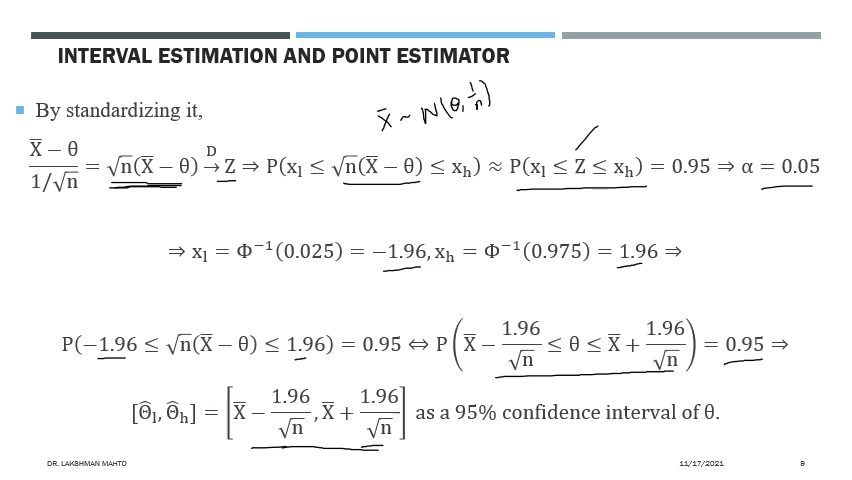 INTERVAL ESTIMATION AND POINT ESTIMATOR
By standardizing it,
X̄ ~ N(θ, 1/n)
(X̄ − θ)/(1/√n) = √n(X̄ − θ) →ᴰ Z ⇒ P(xₗ ≤ √n(X̄ − θ) ≤ xₕ) ≈ P(xₗ ≤ Z ≤ xₕ) = 0.95 ⇒ α = 0.05
⇒ xₗ = Φ⁻¹(0.025) = −1.96, xₕ = Φ⁻¹(0.975) = 1.96 ⇒
P(−1.96 ≤ √n(X̄ − θ) ≤ 1.96) = 0.95 ↔ P(X̄ − 1.96/√n ≤ θ ≤ X̄ + 1.96/√n) = 0.95 ⇒
[Θ̂ₗ, Θ̂ₕ] = [X̄ − 1.96/√n, X̄ + 1.96/√n] as a 95% confidence interval of θ.
DR. LAKSHMAN MAHTO 11/17/2021 9